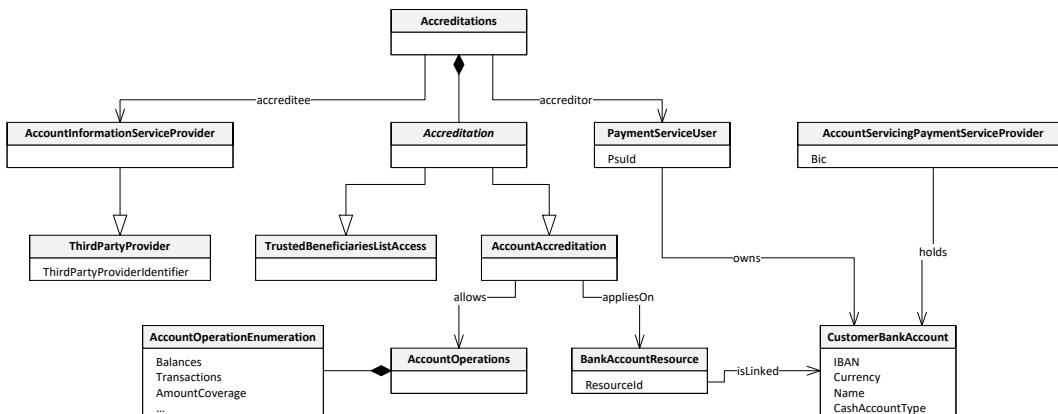 Accreditations
accreditee
accreditor
AccountInformationServiceProvider
Accreditation
PaymentServiceUser
PsuId
AccountServicingPaymentServiceProvider
Bic
ThirdPartyProvider
ThirdPartyProviderIdentifier
TrustedBeneficiariesListAccess
AccountAccreditation
owns
holds
allows
appliesOn
AccountOperationEnumeration
Balances
Transactions
AmountCoverage
...
AccountOperations
BankAccountResource
ResourceId
isLinked
CustomerBankAccount
IBAN
Currency
Name
CashAccountType